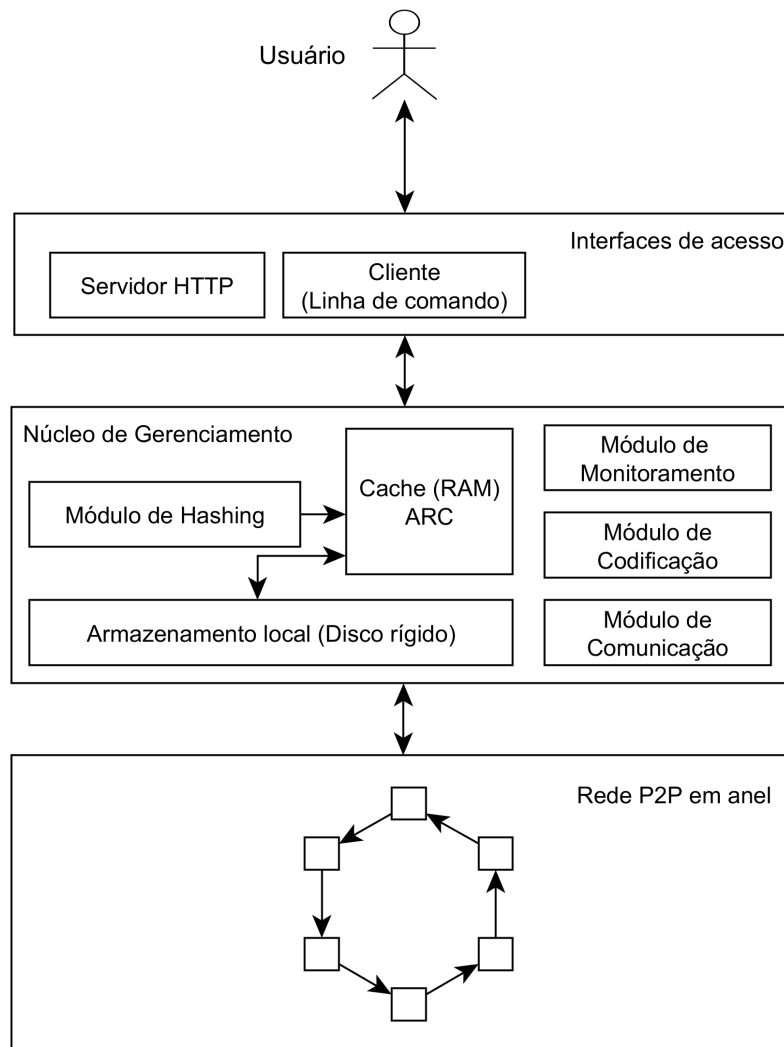 Usuário
Interfaces de acesso
Servidor HTTP
Cliente
(Linha de comando)
Núcleo de Gerenciamento
Módulo de Hashing
Cache (RAM)
ARC
Armazenamento local (Disco rígido)
Módulo de
Monitoramento
Módulo de
Codificação
Módulo de
Comunicação
Rede P2P em anel